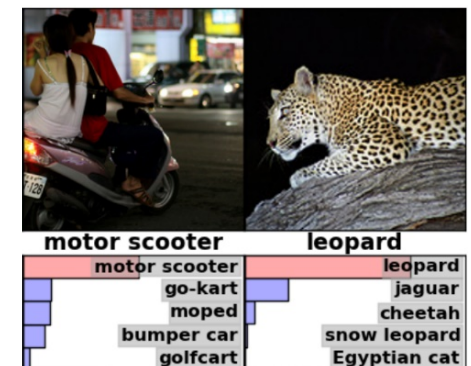 motor scooter
leopard
motor scooter
go-kart
moped
bumper car
golfcart
leopard
jaguar
cheetah
snow leopard
Egyptian cat